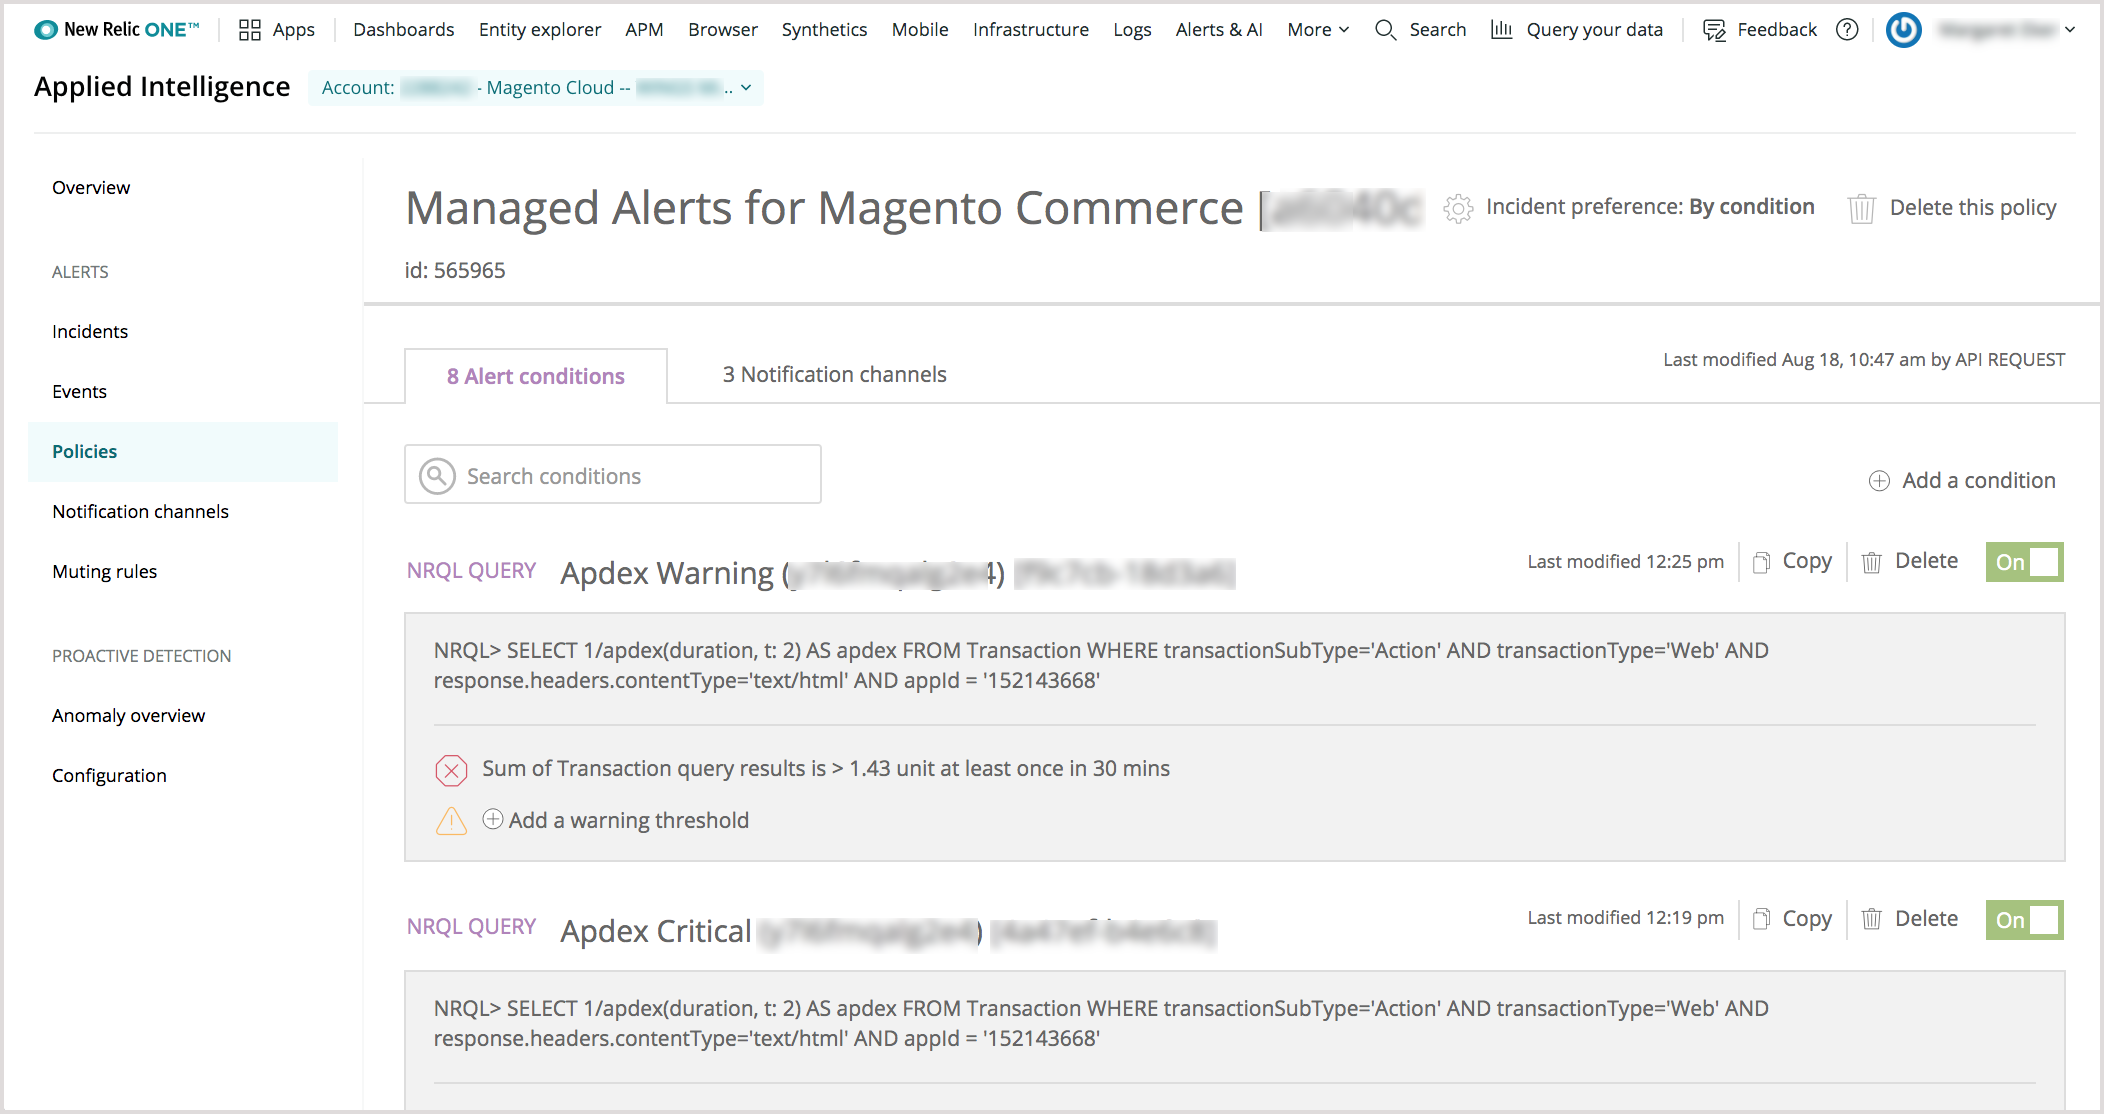 New Relic ONE™ Apps Dashboards Entity explorer APM Browser Synthetics Mobile Infrastructure Logs Alerts & AI More Search Query your data Feedback ?
Applied Intelligence Account: - Magento Cloud -- ..
Overview
ALERTS
Incidents
Events
Policies
Notification channels
Muting rules
PROACTIVE DETECTION
Anomaly overview
Configuration
Managed Alerts for Magento Commerce Incident preference: By condition Delete this policy
id: 565965
8 Alert conditions 3 Notification channels Last modified Aug 18, 10:47 am by API REQUEST
Search conditions
Add a condition
NRQL QUERY Apdex Warning Last modified 12:25 pm Copy Delete On
NRQL> SELECT 1/apdex(duration, t: 2) AS apdex FROM Transaction WHERE transactionSubType='Action' AND transactionType='Web' AND
response.headers.contentType='text/html' AND appId = '152143668'
Sum of Transaction query results is > 1.43 unit at least once in 30 mins
Add a warning threshold
NRQL QUERY Apdex Critical Last modified 12:19 pm Copy Delete On
NRQL> SELECT 1/apdex(duration, t: 2) AS apdex FROM Transaction WHERE transactionSubType='Action' AND transactionType='Web' AND
response.headers.contentType='text/html' AND appId = '152143668'